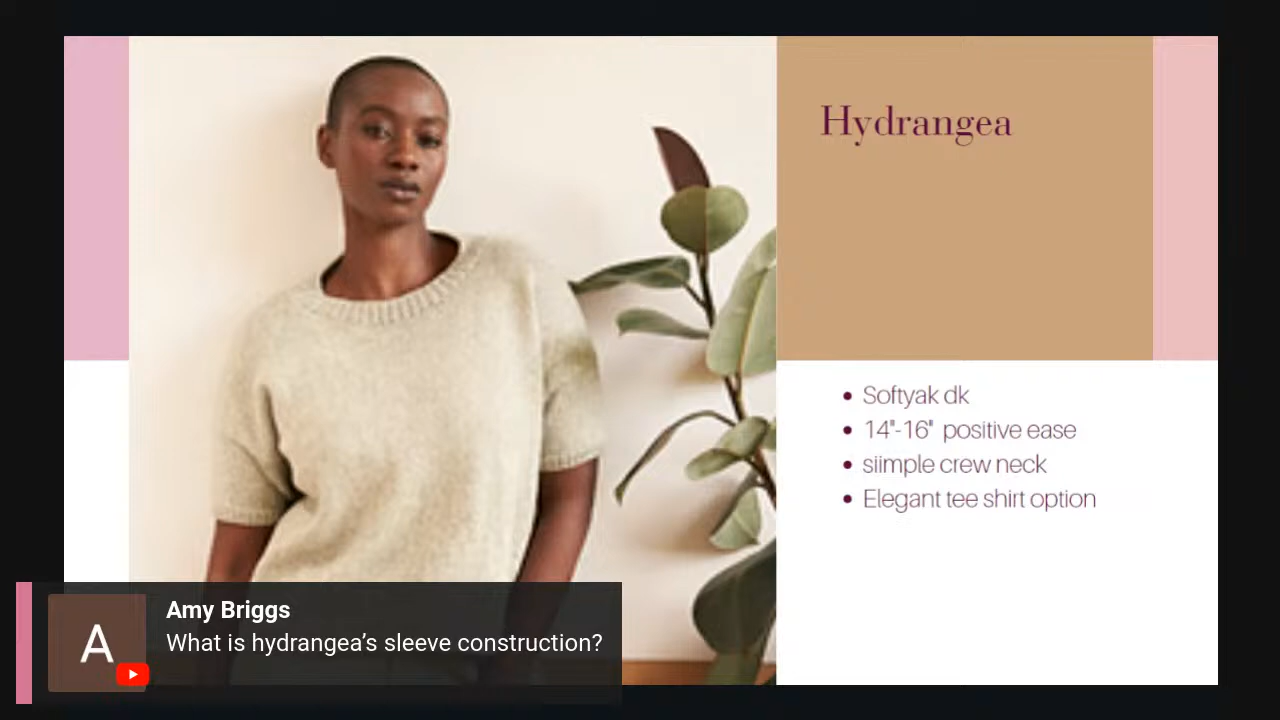 Hydrangea
Softyak dk
14"-16" positive ease
siimple crew neck
Elegant tee shirt option
A
Amy Briggs
What is hydrangea’s sleeve construction?